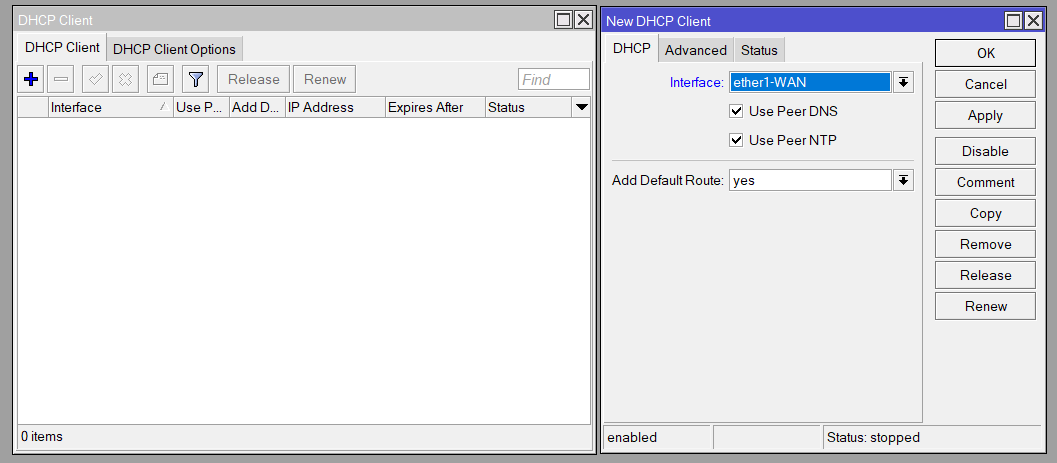 DHCP Client
DHCP Client DHCP Client Options
Release Renew Find
Interface Use P... Add D... IP Address Expires After Status
0 items
New DHCP Client
DHCP Advanced Status
Interface: ether1-WAN
Use Peer DNS
Use Peer NTP
Add Default Route: yes
OK
Cancel
Apply
Disable
Comment
Copy
Remove
Release
Renew
enabled Status: stopped